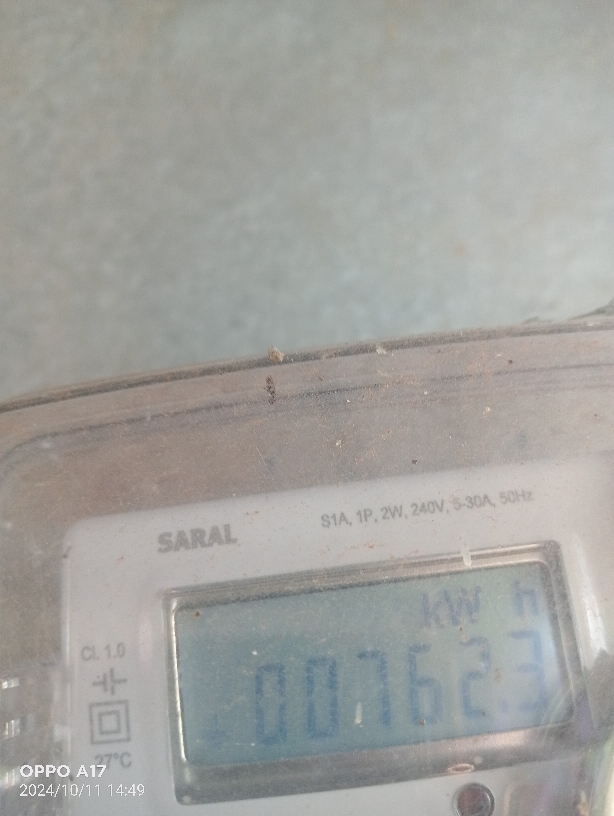 S1A, 1P, 2W, 240V, 5-30A, 50Hz
SARAL
kW h
00762.3
Cl. 1.0
27°C
OPPO A17
2024/10/11 14:49